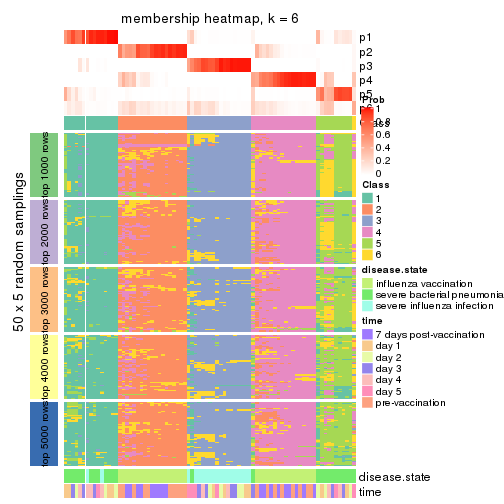 membership heatmap, k = 6
p1
p2
p3
p4
p5
Prob
1
0.8
0.6
0.4
0.2
0
Class
1
2
3
4
5
6
disease.state
influenza vaccination
severe bacterial pneumonia
severe influenza infection
time
7 days post-vaccination
day 1
day 2
day 3
day 4
day 5
pre-vaccination
50 x 5 random samplings
top 1000 rows
top 2000 rows
top 3000 rows
top 4000 rows
top 5000 rows
disease.state
time